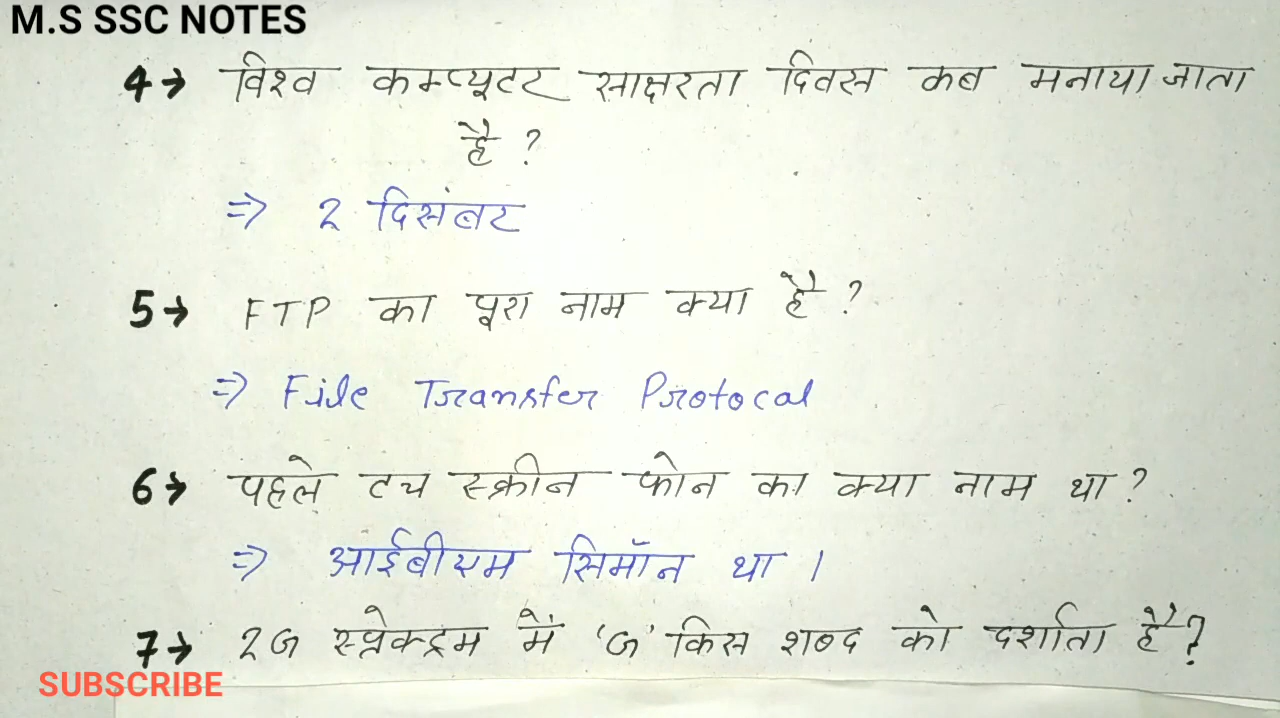 M.S SSC NOTES
4→ विश्व कम्प्यूटर साक्षरता दिवस कब मनाया जाता
है ?
⇒ 2 दिसंबर
5→ FTP का पूरा नाम क्या है ?
⇒ File Transfer Protocal
6→ पहले टच स्क्रीन फोन का क्या नाम था ?
⇒ आईबीएम सिमॉन था ।
7→ 2G स्प्रेक्ट्रम में 'G' किस शब्द को दर्शाता है ?
SUBSCRIBE